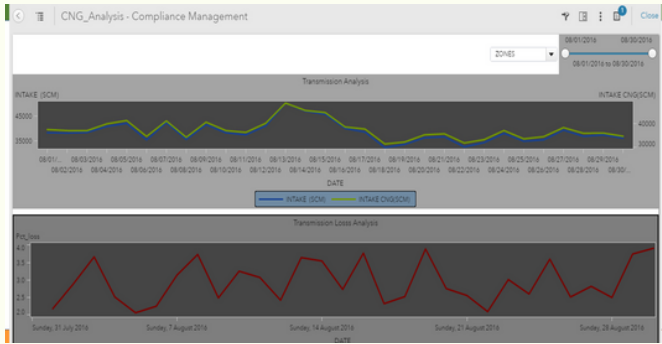 CNG_Analysis - Compliance Management
1
Close
ZONES
08/01/2016 08/30/2016
08/01/2016 to 08/30/2016
Transmission Analysis
INTAKE (SCM) INTAKE CNG(SCM)
45000
40000
35000
30000
08/01/... 08/03/2016 08/05/2016 08/07/2016 08/09/2016 08/11/2016 08/13/2016 08/15/2016 08/17/2016 08/19/2016 08/21/2016 08/23/2016 08/25/2016 08/27/2016 08/29/2016
08/02/2016 08/04/2016 08/06/2016 08/08/2016 08/10/2016 08/12/2016 08/14/2016 08/16/2016 08/18/2016 08/20/2016 08/22/2016 08/24/2016 08/26/2016 08/28/2016 08/30/...
DATE
INTAKE (SCM) INTAKE CNG(SCM)
Transmission Losss Analysis
Pct_loss
4.0
3.5
3.0
2.5
2.0
Sunday, 31 July 2016 Sunday, 7 August 2016 Sunday, 14 August 2016 Sunday, 21 August 2016 Sunday, 28 August 2016
DATE